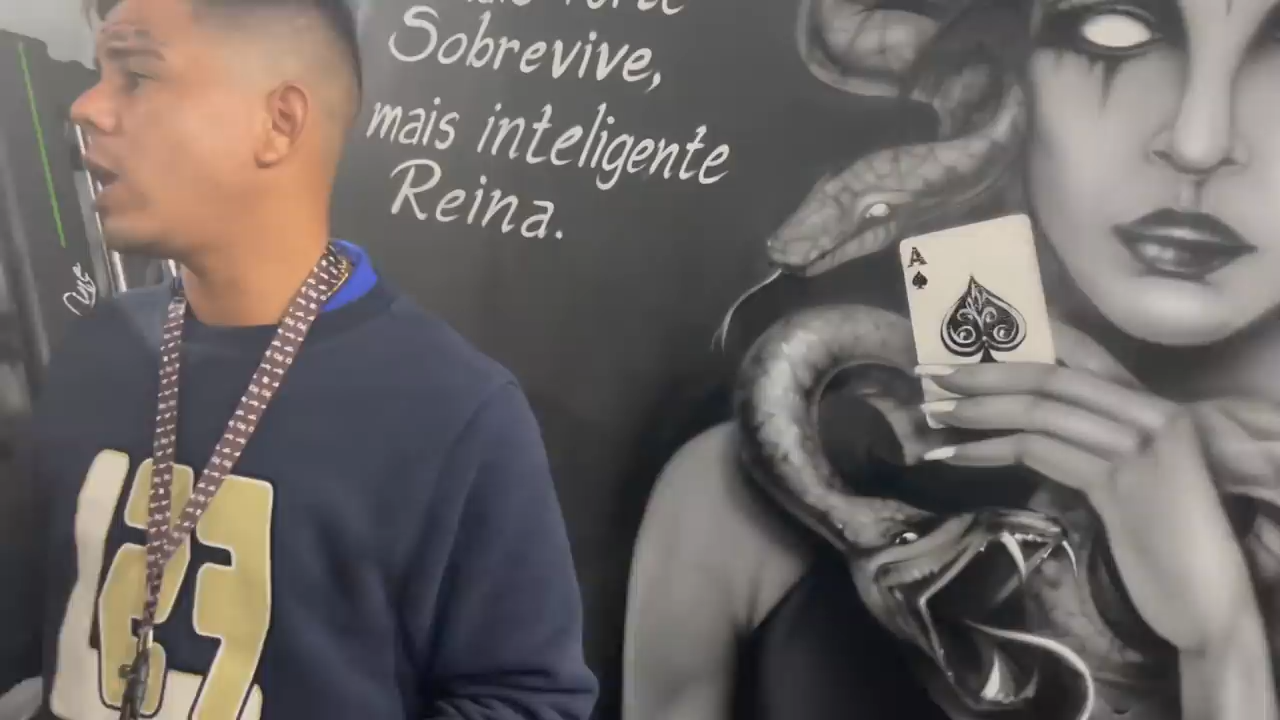 Sobrevive,
mais inteligente
Reina.
A